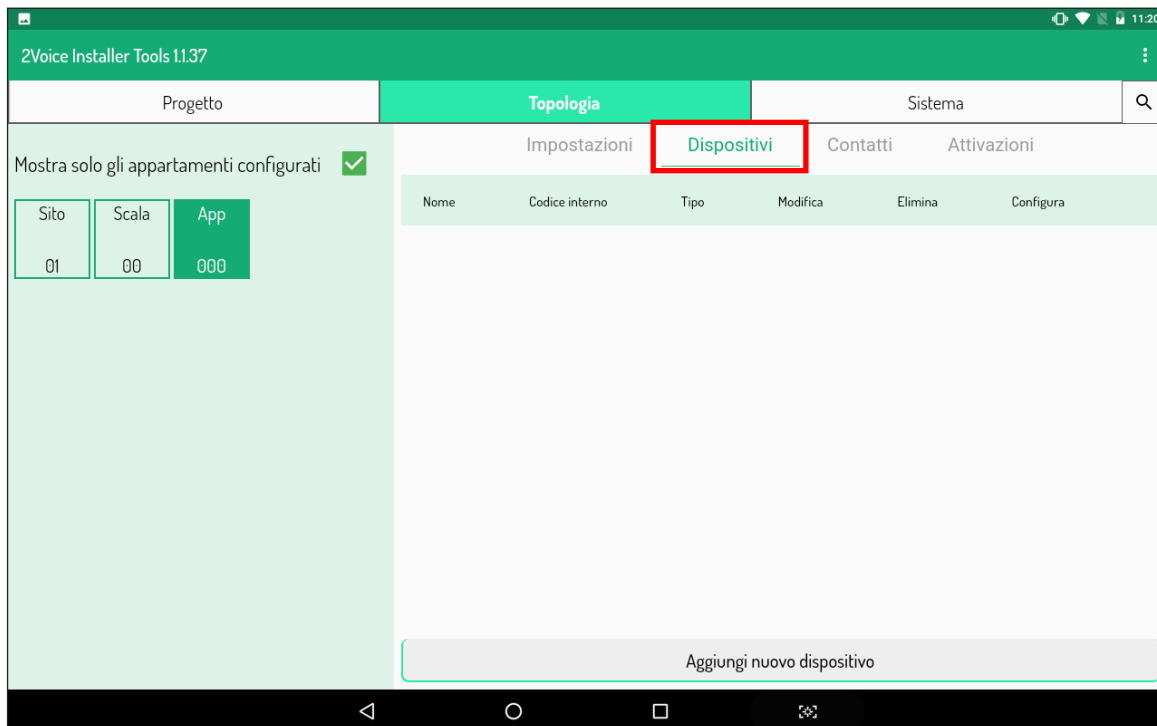 11:20
2Voice Installer Tools 1.1.37
Progetto Topologia Sistema
Impostazioni Dispositivi Contatti Attivazioni
Mostra solo gli appartamenti configurati
Nome Codice interno Tipo Modifica Elimina Configura
Sito Scala App
01 00 000
Aggiungi nuovo dispositivo